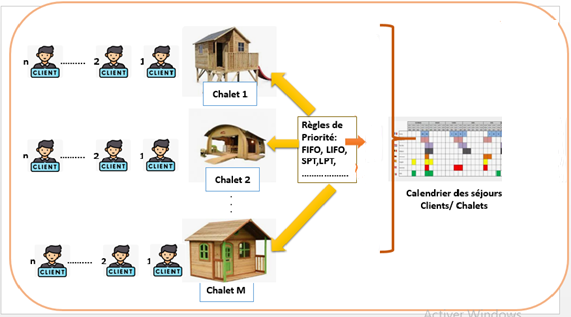 n .......... 2 1
CLIENT CLIENT CLIENT
Chalet 1
n .......... 2 1
CLIENT CLIENT CLIENT
Chalet 2
:
:
n .......... 2 1
CLIENT CLIENT CLIENT
Chalet M
Règles de
Priorité:
FIFO, LIFO,
SPT,LPT,
...................
Calendrier des séjours
Clients/ Chalets
Activer Windows